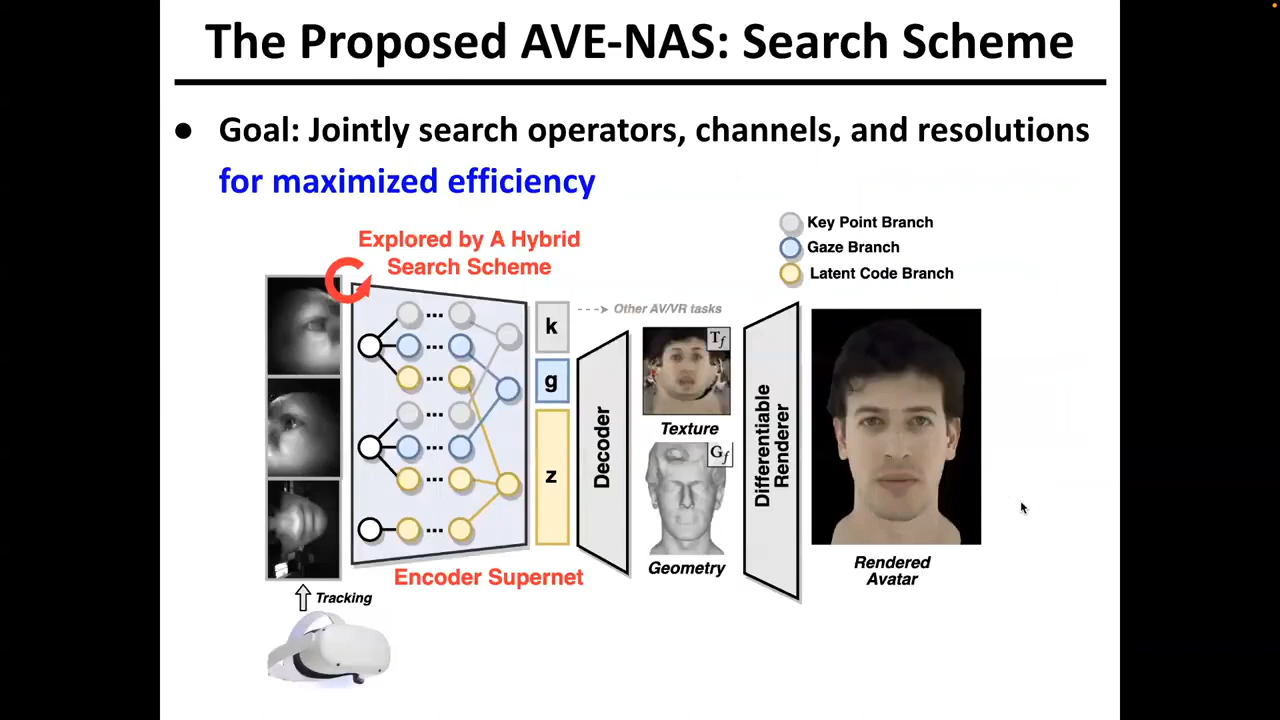 The Proposed AVE-NAS: Search Scheme
● Goal: Jointly search operators, channels, and resolutions
for maximized efficiency
Key Point Branch
Gaze Branch
Latent Code Branch
Explored by A Hybrid
Search Scheme
k
g
z
Other AV/VR tasks
Decoder
Tf
Texture
Gf
Geometry
Differentiable
Renderer
Rendered
Avatar
Encoder Supernet
Tracking